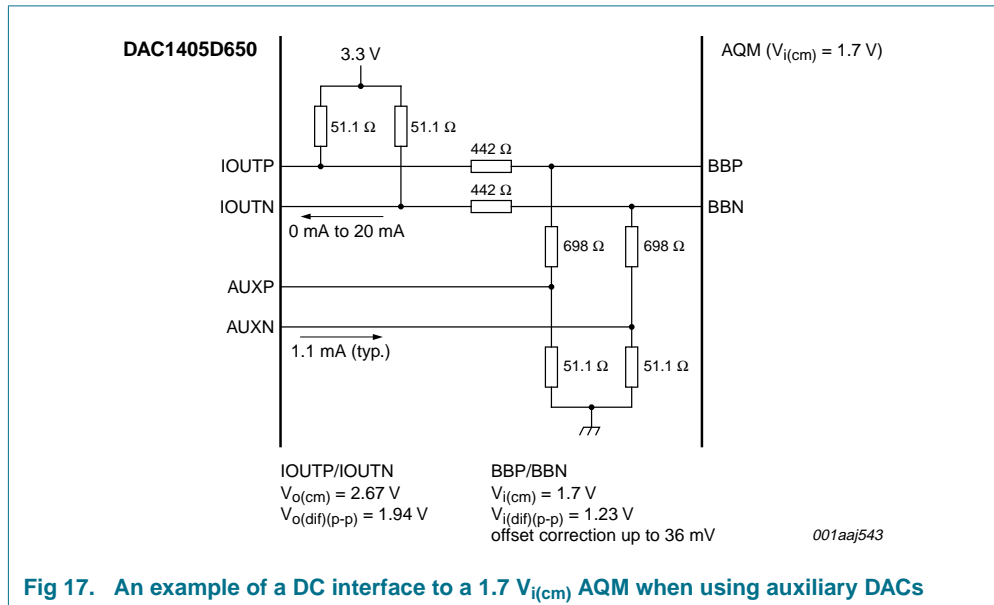 DAC1405D650
AQM (Vi(cm) = 1.7 V)
3.3 V
51.1 Ω
51.1 Ω
442 Ω
IOUTP
BBP
442 Ω
IOUTN
BBN
0 mA to 20 mA
698 Ω
698 Ω
AUXP
AUXN
1.1 mA (typ.)
51.1 Ω
51.1 Ω
IOUTP/IOUTN
Vo(cm) = 2.67 V
Vo(dif)(p-p) = 1.94 V
BBP/BBN
Vi(cm) = 1.7 V
Vi(dif)(p-p) = 1.23 V
offset correction up to 36 mV
001aaj543
Fig 17. An example of a DC interface to a 1.7 Vi(cm) AQM when using auxiliary DACs